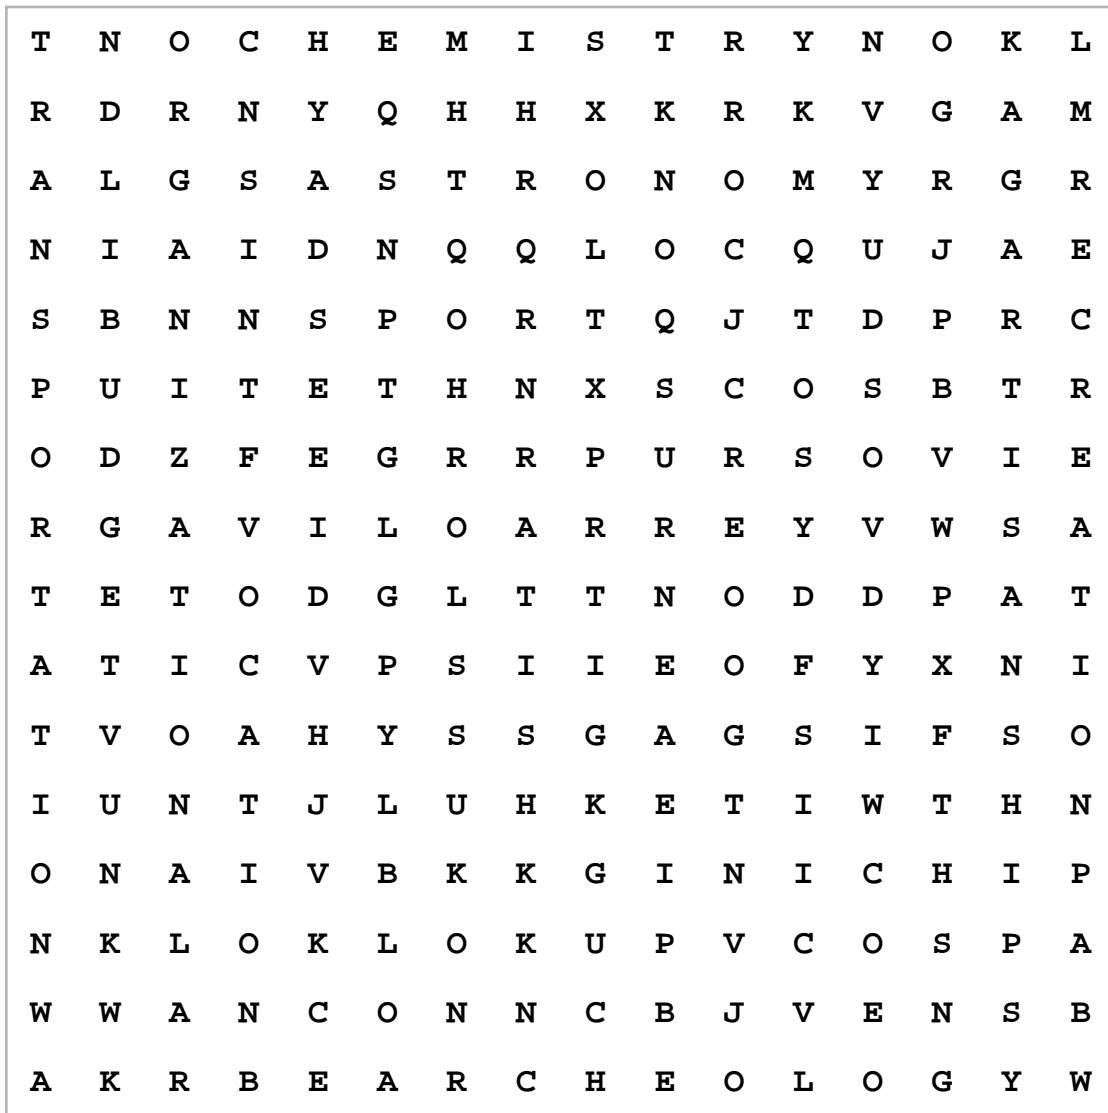 T N O C H E M I S T R Y N O K L
R D R N Y Q H H X K R K V G A M
A L G S A S T R O N O M Y R G R
N I A I D N Q Q L O C Q U J A E
S B N N S P O R T Q J T D P R C
P U I T E T H N X S C O S B T R
O D Z F E G R R P U R S O V I E
R G A V I L O A R R E Y V W S A
T E T O D G L T T N O D D P A T
A T I C V P S I I E O F Y X N I
T V O A H Y S S G A G S I F S O
I U N T J L U H K E T I W T H N
O N A I V B K K G I N I C H I P
N K L O K L O K U P V C O S P A
W W A N C O N N C B J V E N S B
A K R B E A R C H E O L O G Y W